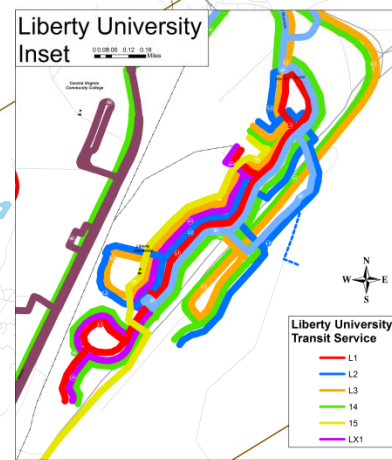 Liberty University
Inset
0 0.03 0.06 0.12 0.18
Miles
Central Virginia
Community College
Liberty
University
N
W E
S
Liberty University
Transit Service
L1
L2
L3
14
15
LX1